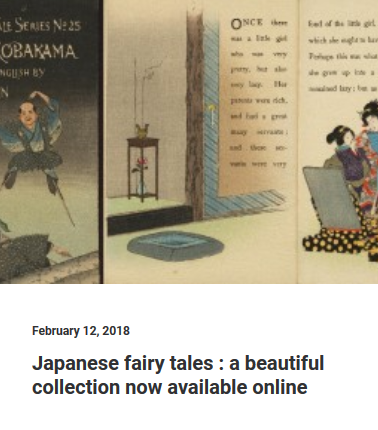 ALE SERIES No 25
KOBAKAMA
NGLISH BY
N
ONCE there
was a little girl
who was very
pretty, but also
very lazy. Her
parents were rich,
and had a great
many servants;
and these ser-
vants were very
fond of the little girl,
which she ought to have
Perhaps this was what
she grew up into a
remained lazy; but as
February 12, 2018
Japanese fairy tales : a beautiful
collection now available online